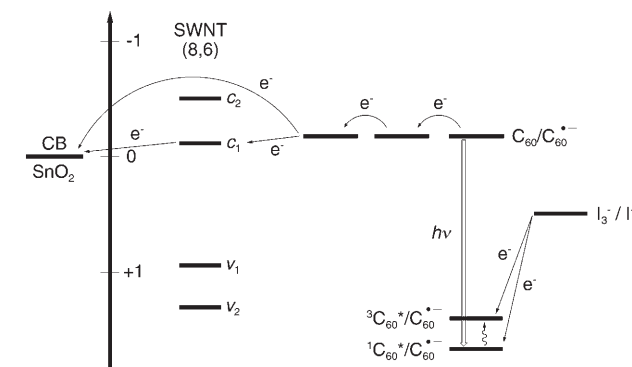 SWNT
(8,6)
-1
e⁻
c₂
e⁻ e⁻
e⁻
CB
c₁
e⁻
C₆₀/C₆₀•⁻
0
SnO₂
I₃⁻ / I
hν
e⁻
+1
v₁
e⁻
v₂
³C₆₀*/C₆₀•⁻
¹C₆₀*/C₆₀•⁻